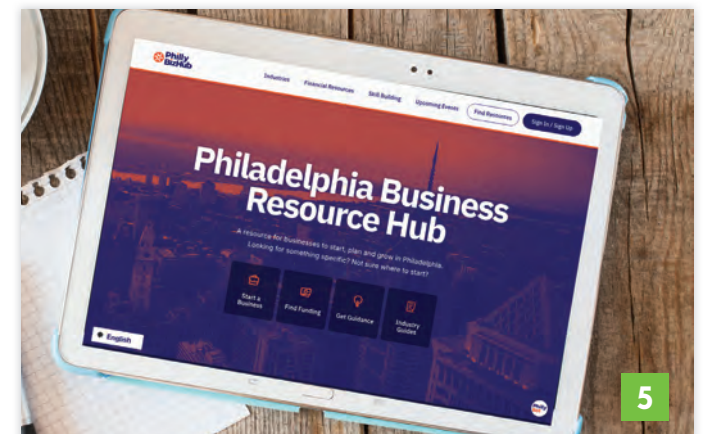 Philly
BizHub
Industries Financial Resources Skill Building Upcoming Events Find Resources Sign In / Sign Up
Philadelphia Business
Resource Hub
A resource for businesses to start, plan and grow in Philadelphia.
Looking for something specific? Not sure where to start?
Start a
Business
Find Funding
Get Guidance
Industry
Guides
English
5